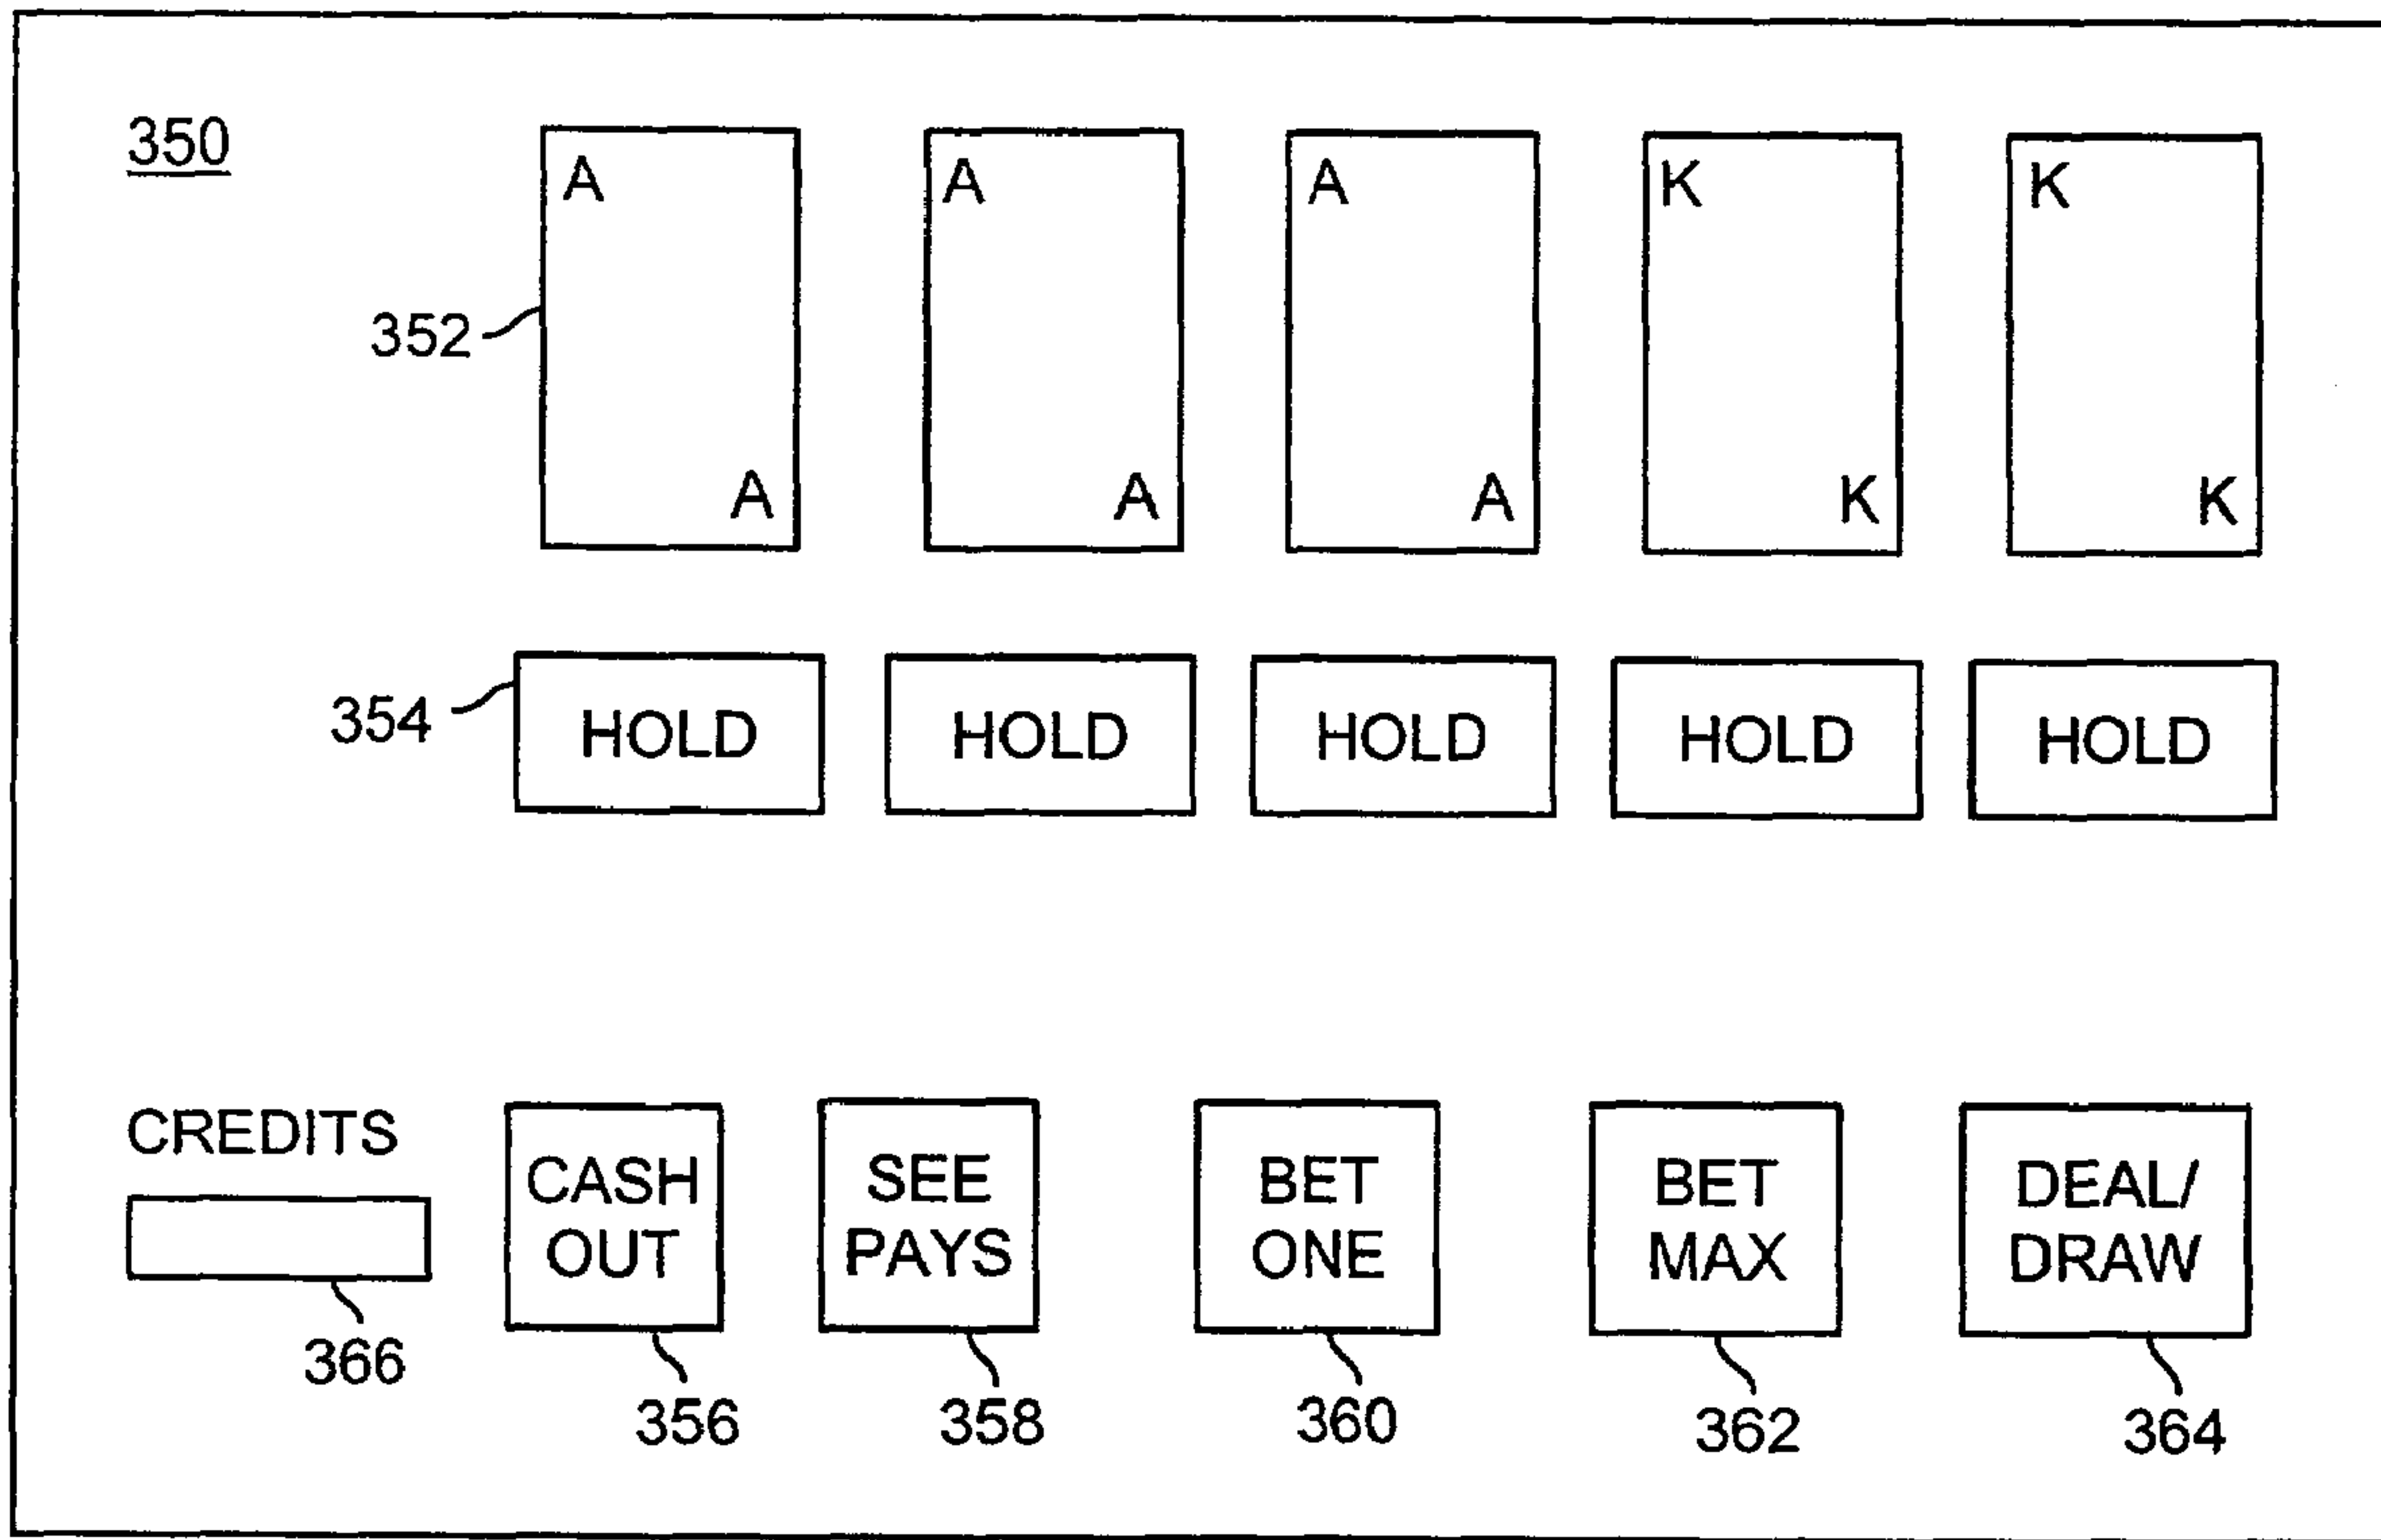 350
A A A K K
352
A A A K K
354 HOLD HOLD HOLD HOLD HOLD
CREDITS
CASH OUT
SEE PAYS
BET ONE
BET MAX
DEAL/ DRAW
366
356 358 360 362 364